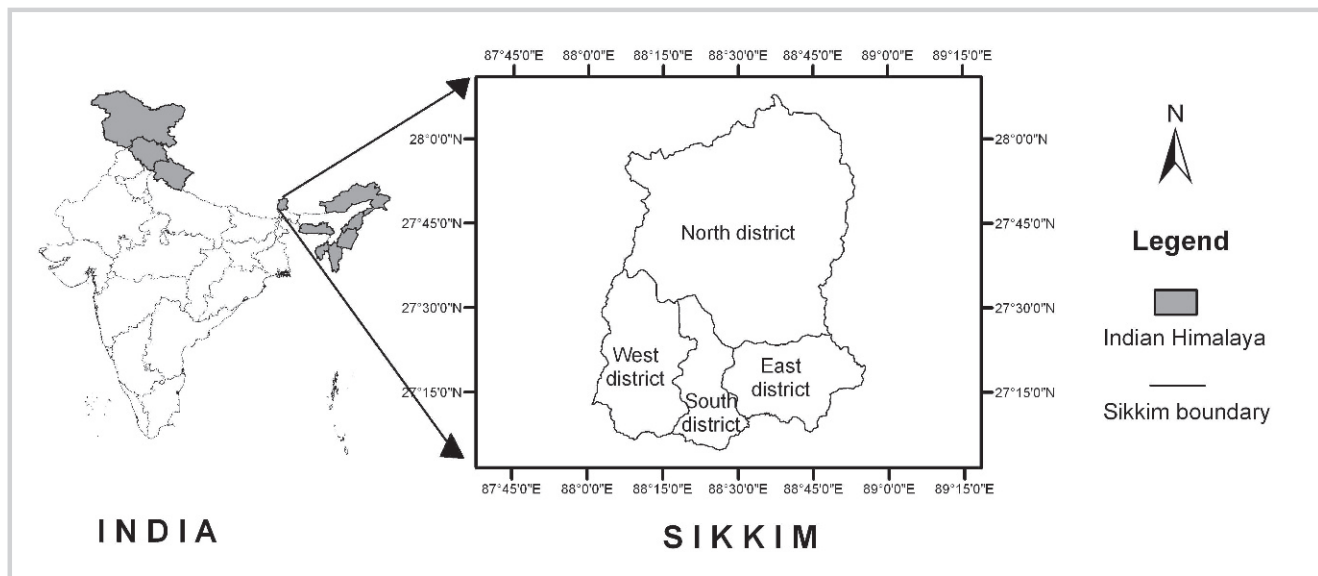 87°45'0"E 88°0'0"E 88°15'0"E 88°30'0"E 88°45'0"E 89°0'0"E 89°15'0"E
28°0'0"N 28°0'0"N
27°45'0"N 27°45'0"N
27°30'0"N 27°30'0"N
27°15'0"N 27°15'0"N
North district
West
district
South
district
East
district
87°45'0"E 88°0'0"E 88°15'0"E 88°30'0"E 88°45'0"E 89°0'0"E 89°15'0"E
N
Legend
Indian Himalaya
Sikkim boundary
INDIA
SIKKIM